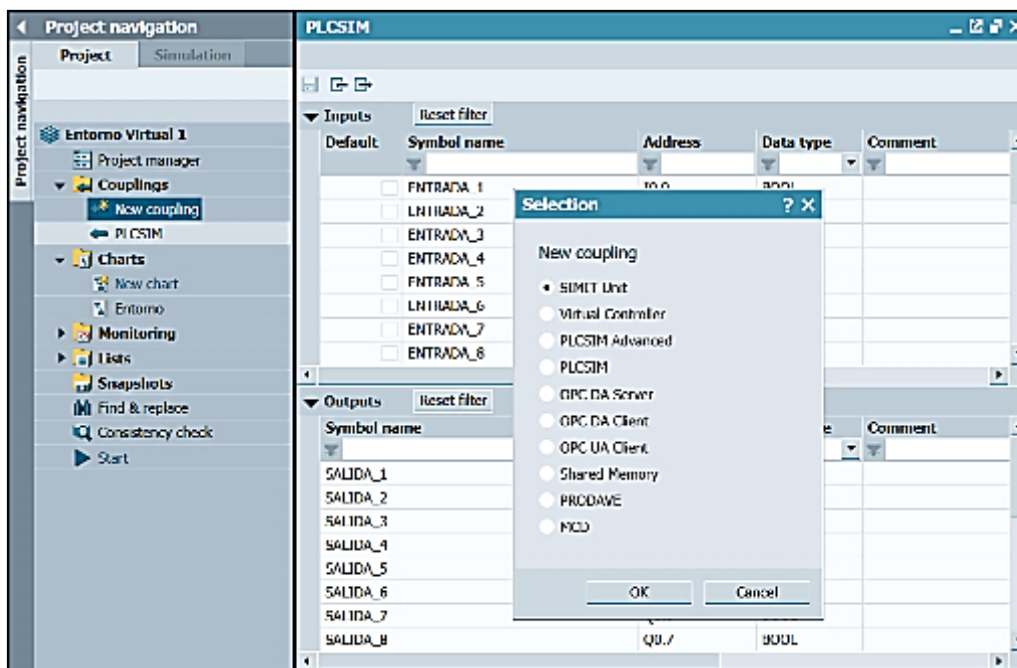 Project navigation
Project Simulation
Project navigation
Entorno Virtual 1
Project manager
Couplings
New coupling
PLCSIM
Charts
New chart
Entorno
Monitoring
Lists
Snapshots
Find & replace
Consistency check
Start
PLCSIM
Inputs Reset filter
Default Symbol name Address Data type Comment
ENTRADA_1 I0.0 BOOL
ENTRADA_2
ENTRADA_3
ENTRADA_4
ENTRADA_5
ENTRADA_6
ENTRADA_7
ENTRADA_8
Outputs Reset filter
Symbol name Comment
SALIDA_1
SALIDA_2
SALIDA_3
SALIDA_4
SALIDA_5
SALIDA_6
SALIDA_7
SALIDA_8 Q0.7 BOOL
Selection ?
New coupling
SIMIT Unit
Virtual Controller
PLCSIM Advanced
PLCSIM
OPC DA Server
OPC DA Client
OPC UA Client
Shared Memory
PRODAVE
MCD
OK Cancel